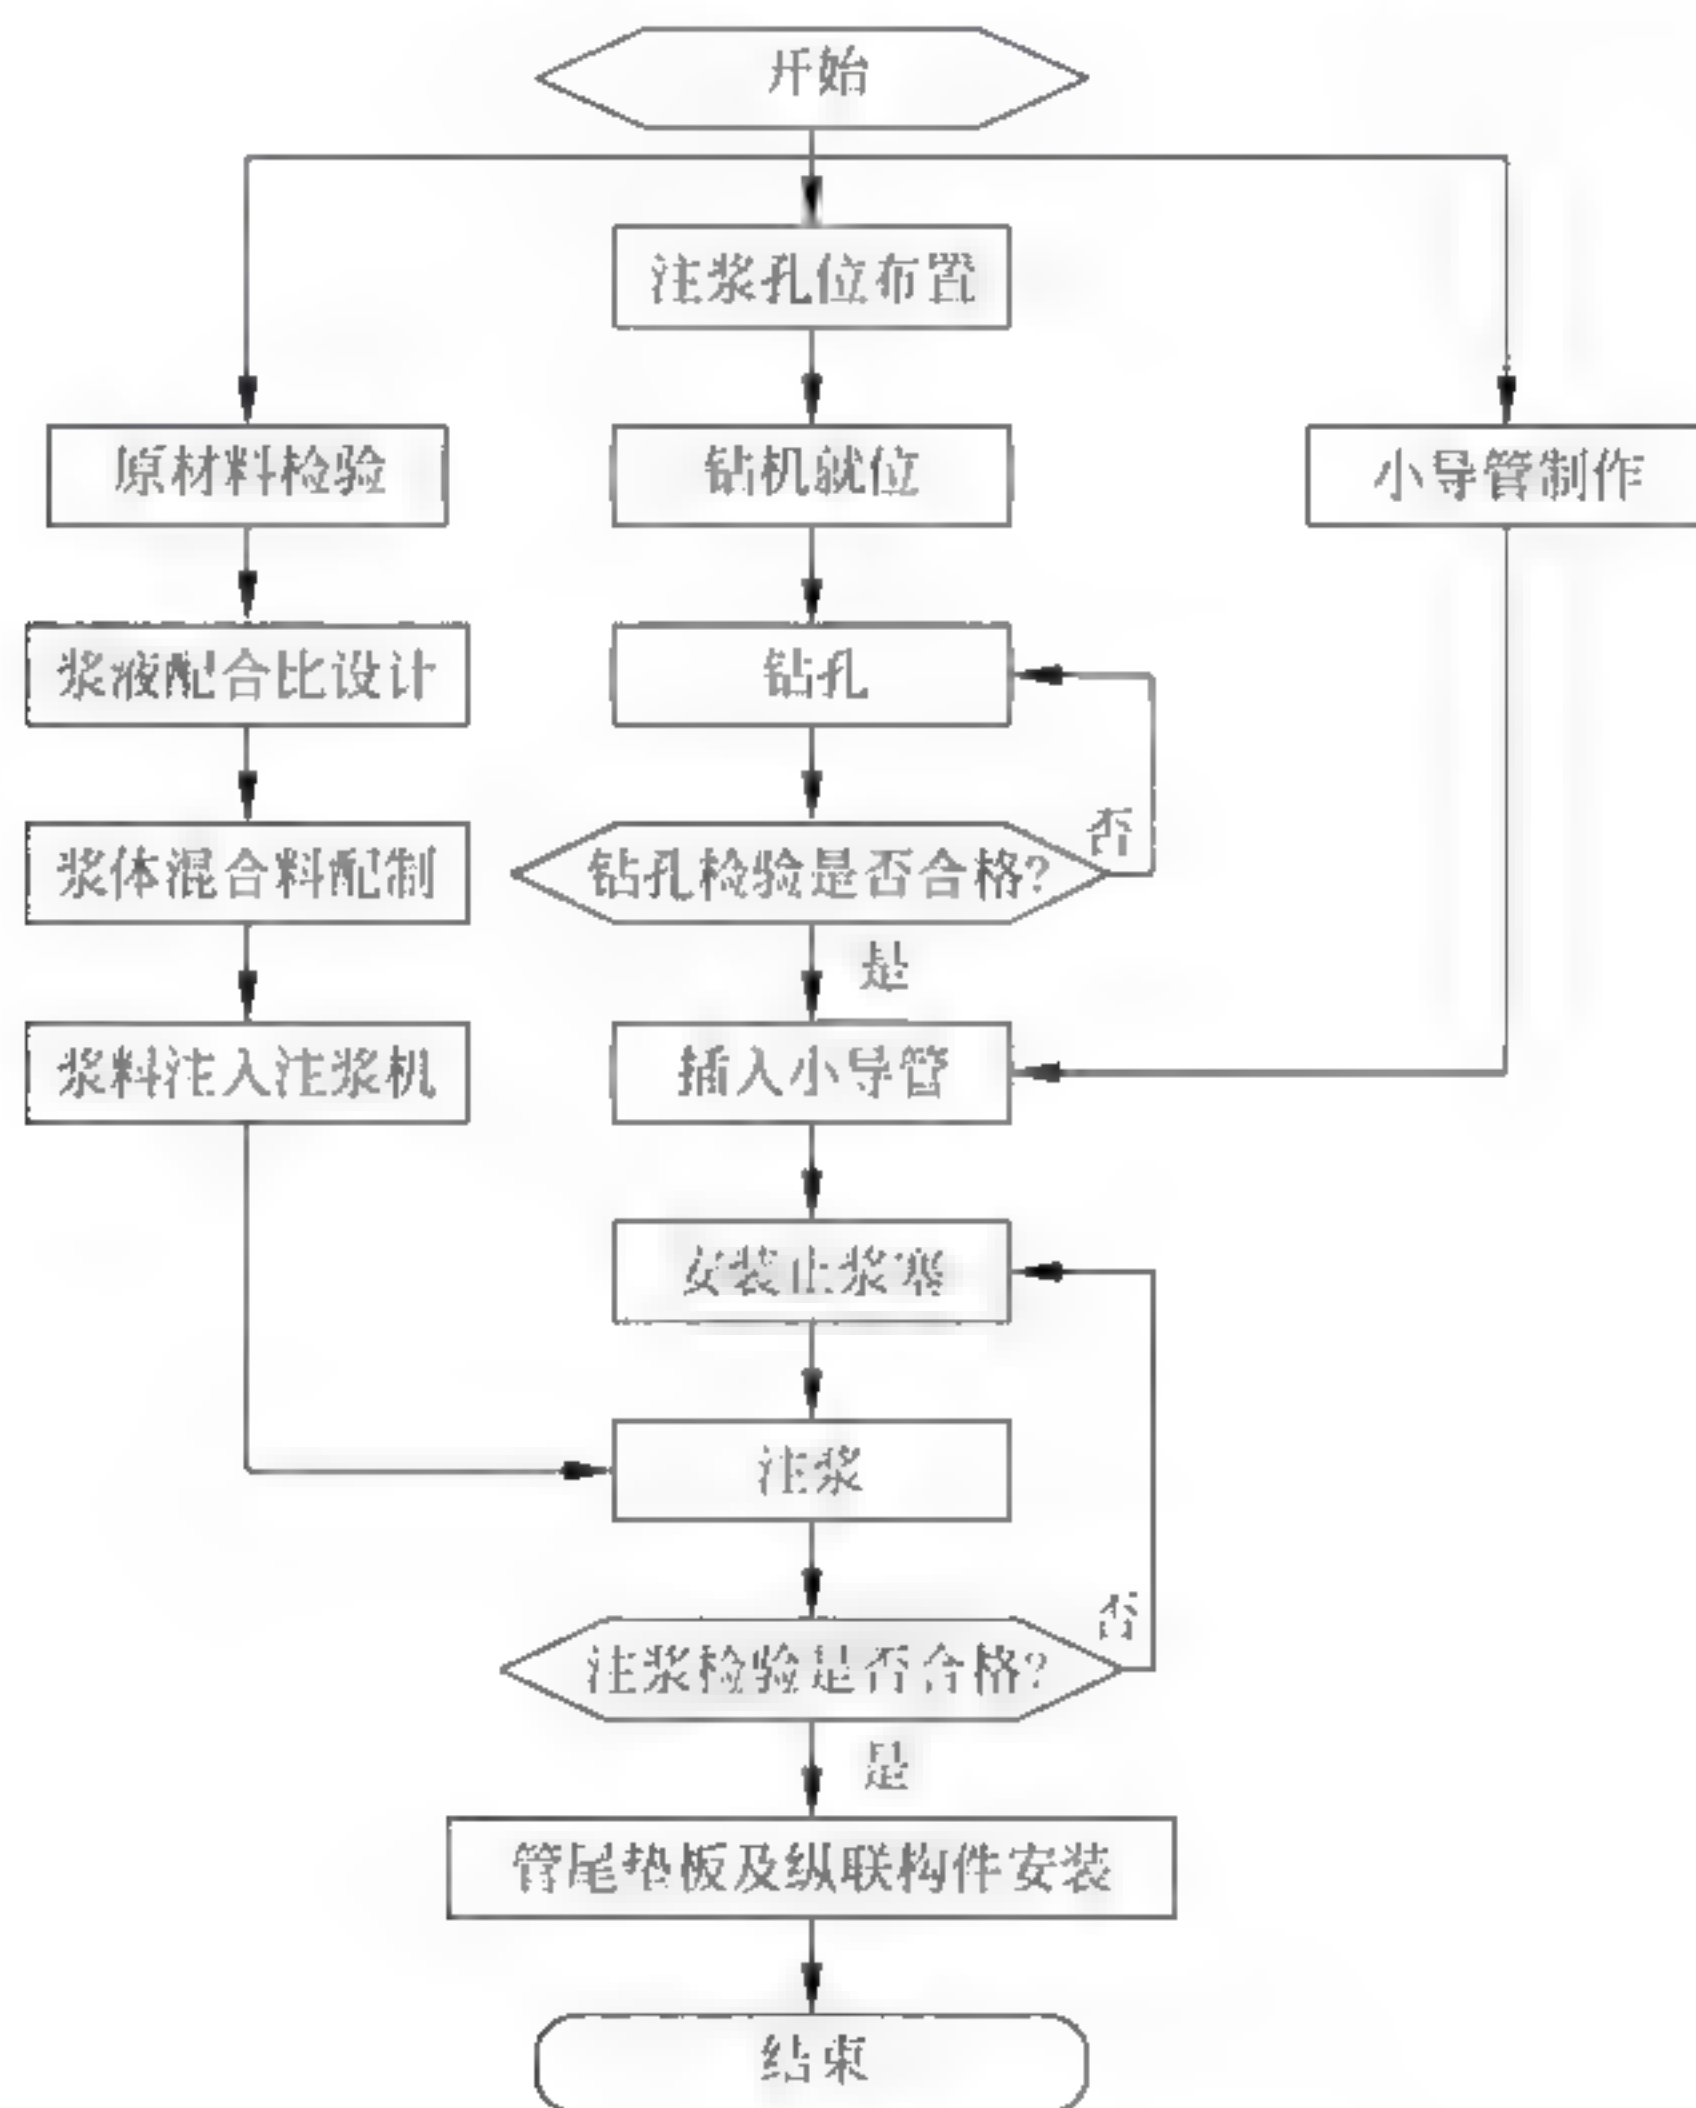 开始
注浆孔位布置
原材料检验
钻机就位
小导管制作
浆液配合比设计
钻孔
否
浆体混合料配制
钻孔检验是否合格?
是
浆料注入注浆机
插入小导管
安装止浆塞
注浆
否
注浆检验是否合格?
是
管尾垫板及纵联构件安装
结束